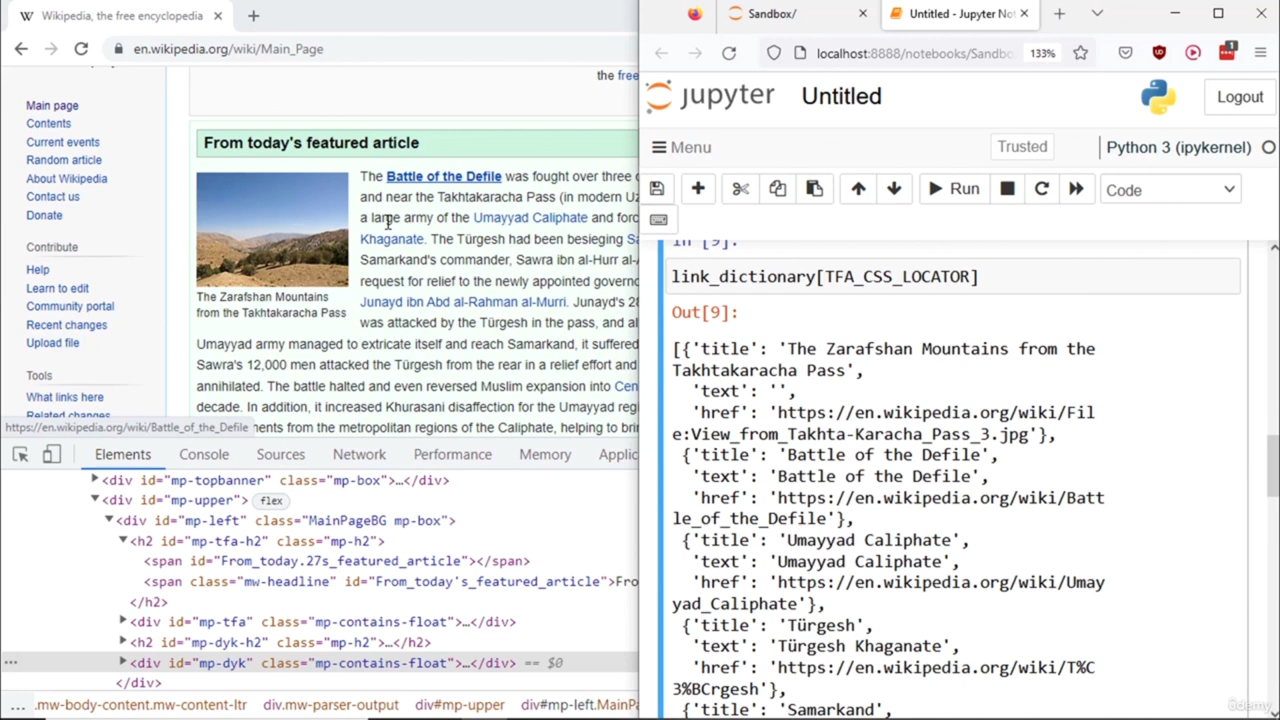 Wikipedia, the free encyclopedia
en.wikipedia.org/wiki/Main_Page
Main page
Contents
Current events
Random article
About Wikipedia
Contact us
Donate
Contribute
Help
Learn to edit
Community portal
Recent changes
Upload file
Tools
What links here
Related changes
the free
From today's featured article
The Zarafshan Mountains
from the Takhtakaracha Pass
The Battle of the Defile was fought over three
and near the Takhtakaracha Pass (in modern Uz
a large army of the Umayyad Caliphate and forc
Khaganate. The Türgesh had been besieging Sa
Samarkand's commander, Sawra ibn al-Hurr al-A
request for relief to the newly appointed governo
Junayd ibn Abd al-Rahman al-Murri. Junayd's 28
was attacked by the Türgesh in the pass, and al
Umayyad army managed to extricate itself and reach Samarkand, it suffered
Sawra's 12,000 men attacked the Türgesh from the rear in a relief effort and
annihilated. The battle halted and even reversed Muslim expansion into Cen
decade. In addition, it increased Khurasani disaffection for the Umayyad regi
nents from the metropolitan regions of the Caliphate, helping to brin
https://en.wikipedia.org/wiki/Battle_of_the_Defile
Elements Console Sources Network Performance Memory Applic
<div id="mp-topbanner" class="mp-box">…</div>
<div id="mp-upper"> flex
<div id="mp-left" class="MainPageBG mp-box">
<h2 id="mp-tfa-h2" class="mp-h2">
<span id="From_today.27s_featured_article"></span>
<span class="mw-headline" id="From_today's_featured_article">Fro
</h2>
<div id="mp-tfa" class="mp-contains-float">…</div>
<h2 id="mp-dyk-h2" class="mp-h2">…</h2>
<div id="mp-dyk" class="mp-contains-float">…</div> == $0
</div>
… .mw-body-content.mw-content-ltr div.mw-parser-output div#mp-upper div#mp-left.MainPa
Sandbox/
Untitled - Jupyter Not
localhost:8888/notebooks/Sandbo 133%
jupyter Untitled
Logout
Menu
Trusted
Python 3 (ipykernel)
Run
Code
In [9]:
link_dictionary[TFA_CSS_LOCATOR]
Out[9]:
[{'title': 'The Zarafshan Mountains from the
Takhtakaracha Pass',
'text': '',
'href': 'https://en.wikipedia.org/wiki/Fil
e:View_from_Takhta-Karacha_Pass_3.jpg'},
{'title': 'Battle of the Defile',
'text': 'Battle of the Defile',
'href': 'https://en.wikipedia.org/wiki/Batt
le_of_the_Defile'},
{'title': 'Umayyad Caliphate',
'text': 'Umayyad Caliphate',
'href': 'https://en.wikipedia.org/wiki/Umay
yad_Caliphate'},
{'title': 'Türgesh',
'text': 'Türgesh Khaganate',
'href': 'https://en.wikipedia.org/wiki/T%C
3%BCrgesh'},
{'title': 'Samarkand',